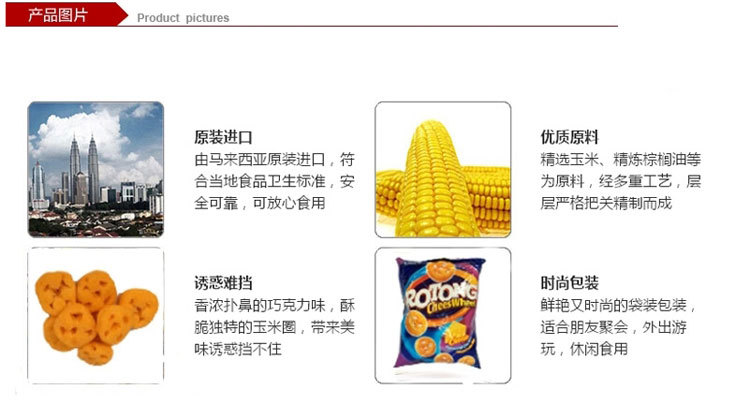 产品图片
Product pictures
原装进口
由马来西亚原装进口，符
合当地食品卫生标准，安
全可靠，可放心食用
优质原料
精选玉米、精炼棕榈油等
为原料，经多重工艺，层
层严格把关精制而成
诱惑难挡
香浓扑鼻的巧克力味，酥
脆独特的玉米圈，带来美
味诱惑挡不住
ROTONG
CheesWheel
时尚包装
鲜艳又时尚的袋装包装，
适合朋友聚会，外出游
玩，休闲食用